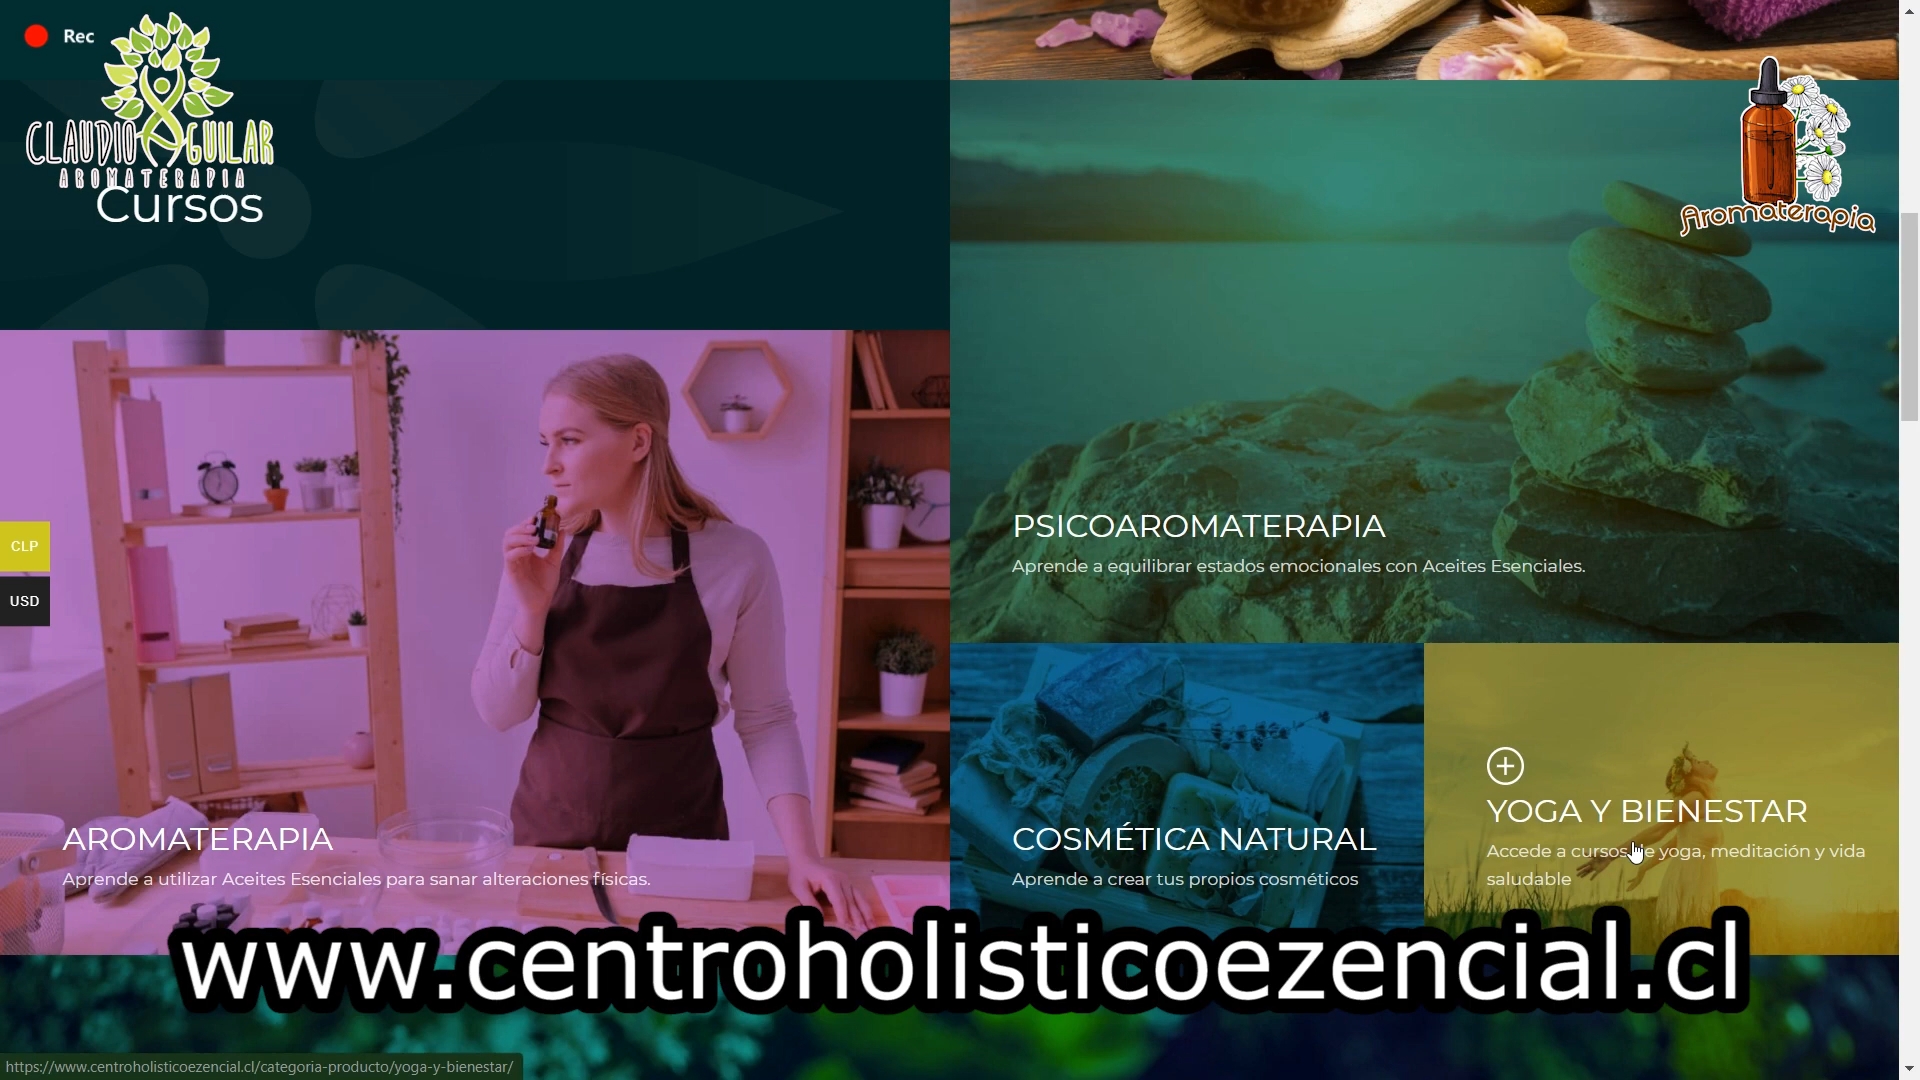 Rec
CLAUDIO AGUILAR
AROMATERAPIA
Cursos
Aromaterapia
PSICOAROMATERAPIA
Aprende a equilibrar estados emocionales con Aceites Esenciales.
CLP
USD
AROMATERAPIA
Aprende a utilizar Aceites Esenciales para sanar alteraciones físicas.
COSMÉTICA NATURAL
Aprende a crear tus propios cosméticos
YOGA Y BIENESTAR
Accede a cursos de yoga, meditación y vida
saludable
www.centroholisticoezencial.cl
https://www.centroholisticoezencial.cl/categoria-producto/yoga-y-bienestar/